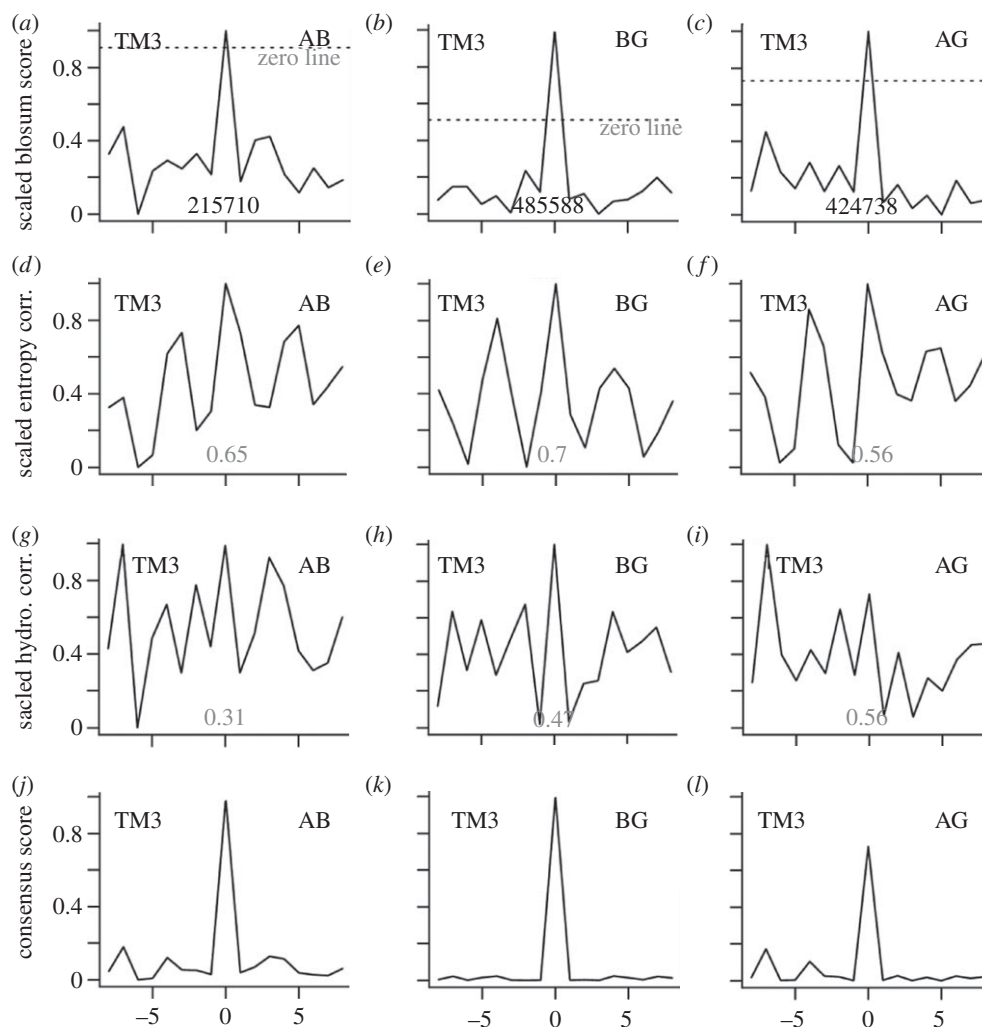 (a) (b) (c)
scaled blosum score
0.8
0.4
0
TM3 AB
zero line
215710
TM3 BG
zero line
485588
TM3 AG
424738
(d) (e) (f)
scaled entropy corr.
0.8
0.4
0
TM3 AB
0.65
TM3 BG
0.7
TM3 AG
0.56
(g) (h) (i)
sacled hydro. corr.
0.8
0.4
0
TM3 AB
0.31
TM3 BG
0.47
TM3 AG
0.56
(j) (k) (l)
consensus score
0.8
0.4
0
TM3 AB
TM3 BG
TM3 AG
–5 0 5 –5 0 5 –5 0 5